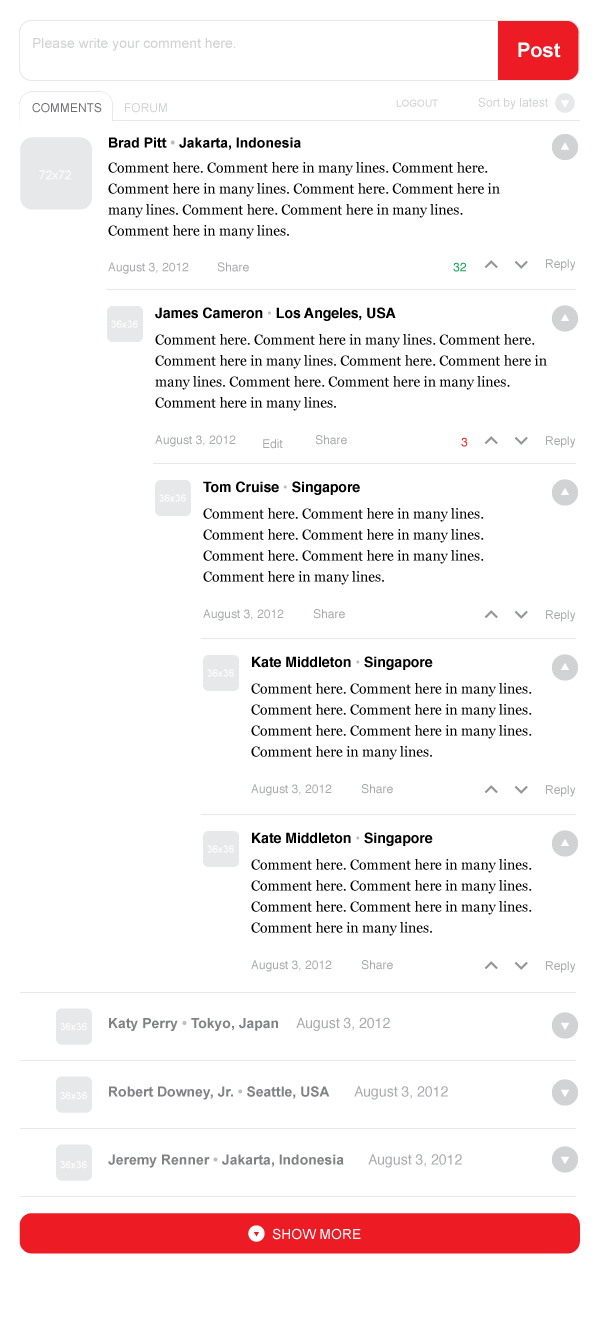 Please write your comment here.
Post
COMMENTS
FORUM
LOGOUT
Sort by latest
72x72
Brad Pitt • Jakarta, Indonesia
Comment here. Comment here in many lines. Comment here.
Comment here in many lines. Comment here. Comment here in
many lines. Comment here. Comment here in many lines.
Comment here in many lines.
August 3, 2012 Share 32 Reply
36x36
James Cameron • Los Angeles, USA
Comment here. Comment here in many lines. Comment here.
Comment here in many lines. Comment here. Comment here in
many lines. Comment here. Comment here in many lines.
Comment here in many lines.
August 3, 2012 Edit Share 3 Reply
36x36
Tom Cruise • Singapore
Comment here. Comment here in many lines.
Comment here. Comment here in many lines.
Comment here. Comment here in many lines.
Comment here in many lines.
August 3, 2012 Share Reply
36x36
Kate Middleton • Singapore
Comment here. Comment here in many lines.
Comment here. Comment here in many lines.
Comment here. Comment here in many lines.
Comment here in many lines.
August 3, 2012 Share Reply
36x36
Kate Middleton • Singapore
Comment here. Comment here in many lines.
Comment here. Comment here in many lines.
Comment here. Comment here in many lines.
Comment here in many lines.
August 3, 2012 Share Reply
36x36
Katy Perry • Tokyo, Japan August 3, 2012
36x36
Robert Downey, Jr. • Seattle, USA August 3, 2012
36x36
Jeremy Renner • Jakarta, Indonesia August 3, 2012
SHOW MORE